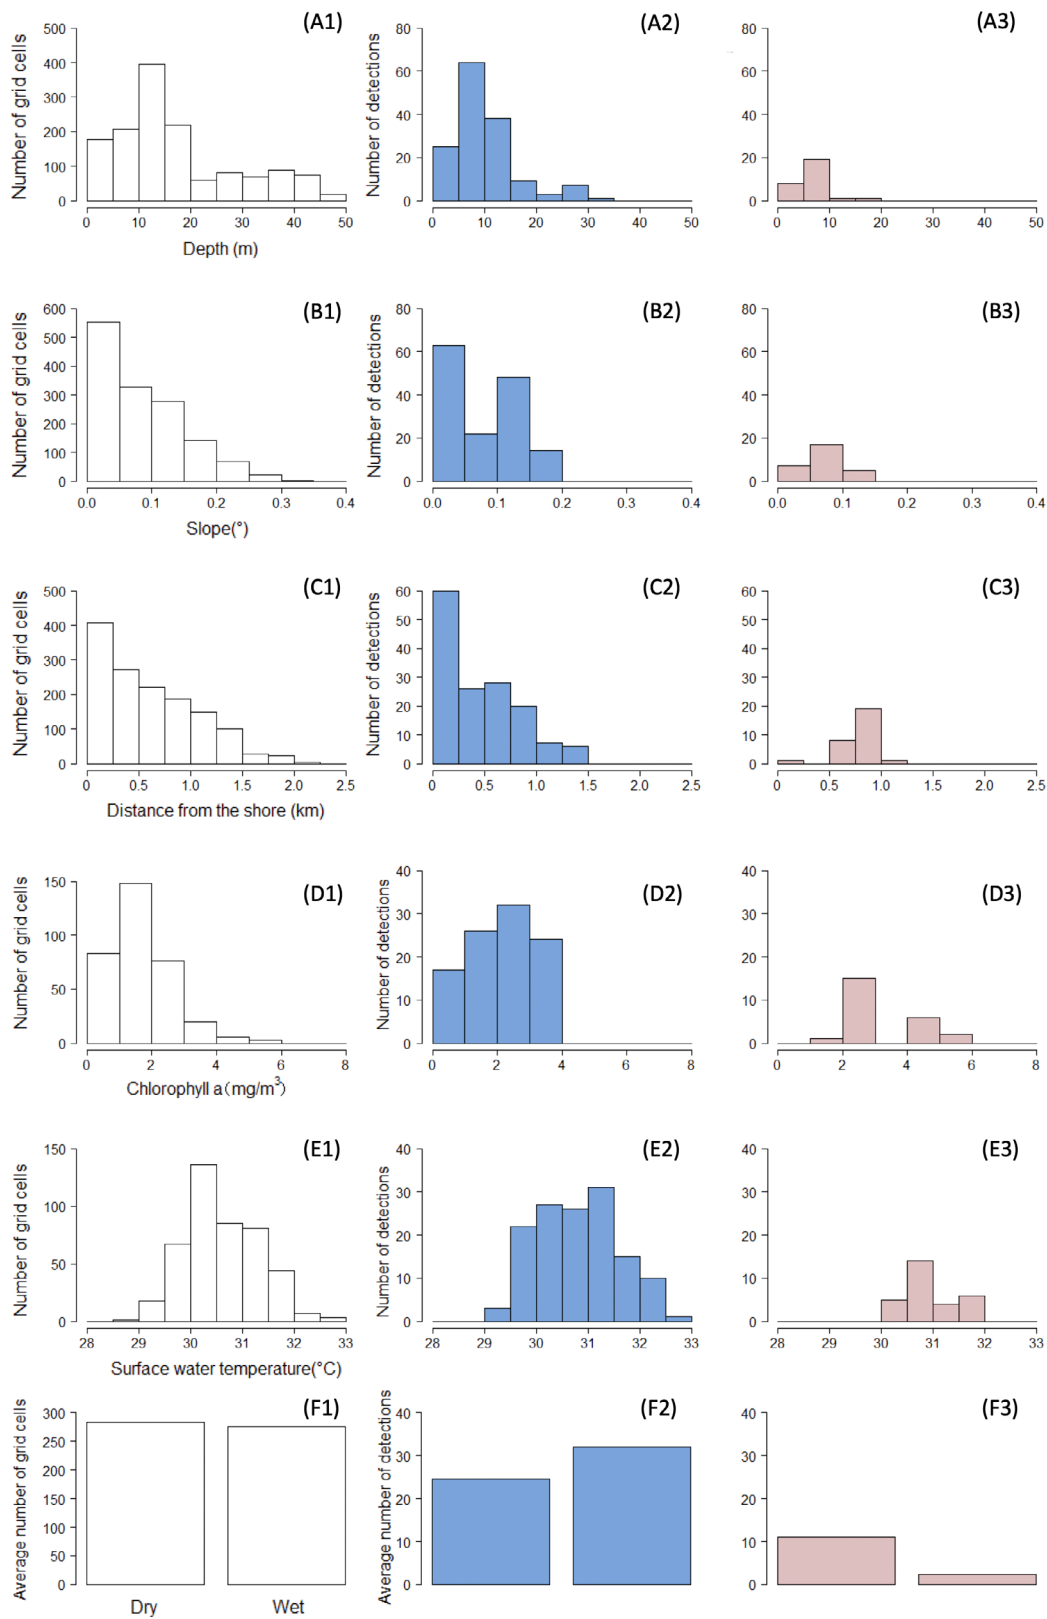 (A1)
Number of grid cells
500
400
300
200
100
0
0 10 20 30 40 50
Depth (m)
(A2)
Number of detections
80
60
40
20
0
0 10 20 30 40 50
(A3)
80
60
40
20
0
0 10 20 30 40 50
(B1)
Number of grid cells
600
500
400
300
200
100
0
0.0 0.1 0.2 0.3 0.4
Slope(°)
(B2)
Number of detections
80
60
40
20
0
0.0 0.1 0.2 0.3 0.4
(B3)
80
60
40
20
0
0.0 0.1 0.2 0.3 0.4
(C1)
Number of grid cells
500
400
300
200
100
0
0 0.5 1.0 1.5 2.0 2.5
Distance from the shore (km)
(C2)
Number of detections
60
50
40
30
20
10
0
0 0.5 1.0 1.5 2.0 2.5
(C3)
60
50
40
30
20
10
0
0 0.5 1.0 1.5 2.0 2.5
(D1)
Number of grid cells
150
100
50
0
0 2 4 6 8
Chlorophyll a(mg/m³)
(D2)
Number of detections
40
30
20
10
0
0 2 4 6 8
(D3)
40
30
20
10
0
0 2 4 6 8
(E1)
Number of grid cells
150
100
50
0
28 29 30 31 32 33
Surface water temperature(°C)
(E2)
Number of detections
40
30
20
10
0
28 29 30 31 32 33
(E3)
40
30
20
10
0
28 29 30 31 32 33
(F1)
Average number of grid cells
300
250
200
150
100
50
0
Dry Wet
(F2)
Average number of detections
40
30
20
10
0
(F3)
40
30
20
10
0